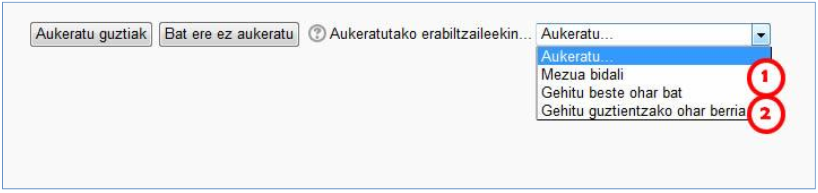 Aukeratu guztiak Bat ere ez aukeratu Aukeratutako erabiltzaileekin... Aukeratu...
Aukeratu...
Mezua bidali 1
Gehitu beste ohar bat
Gehitu guztientzako ohar berria 2